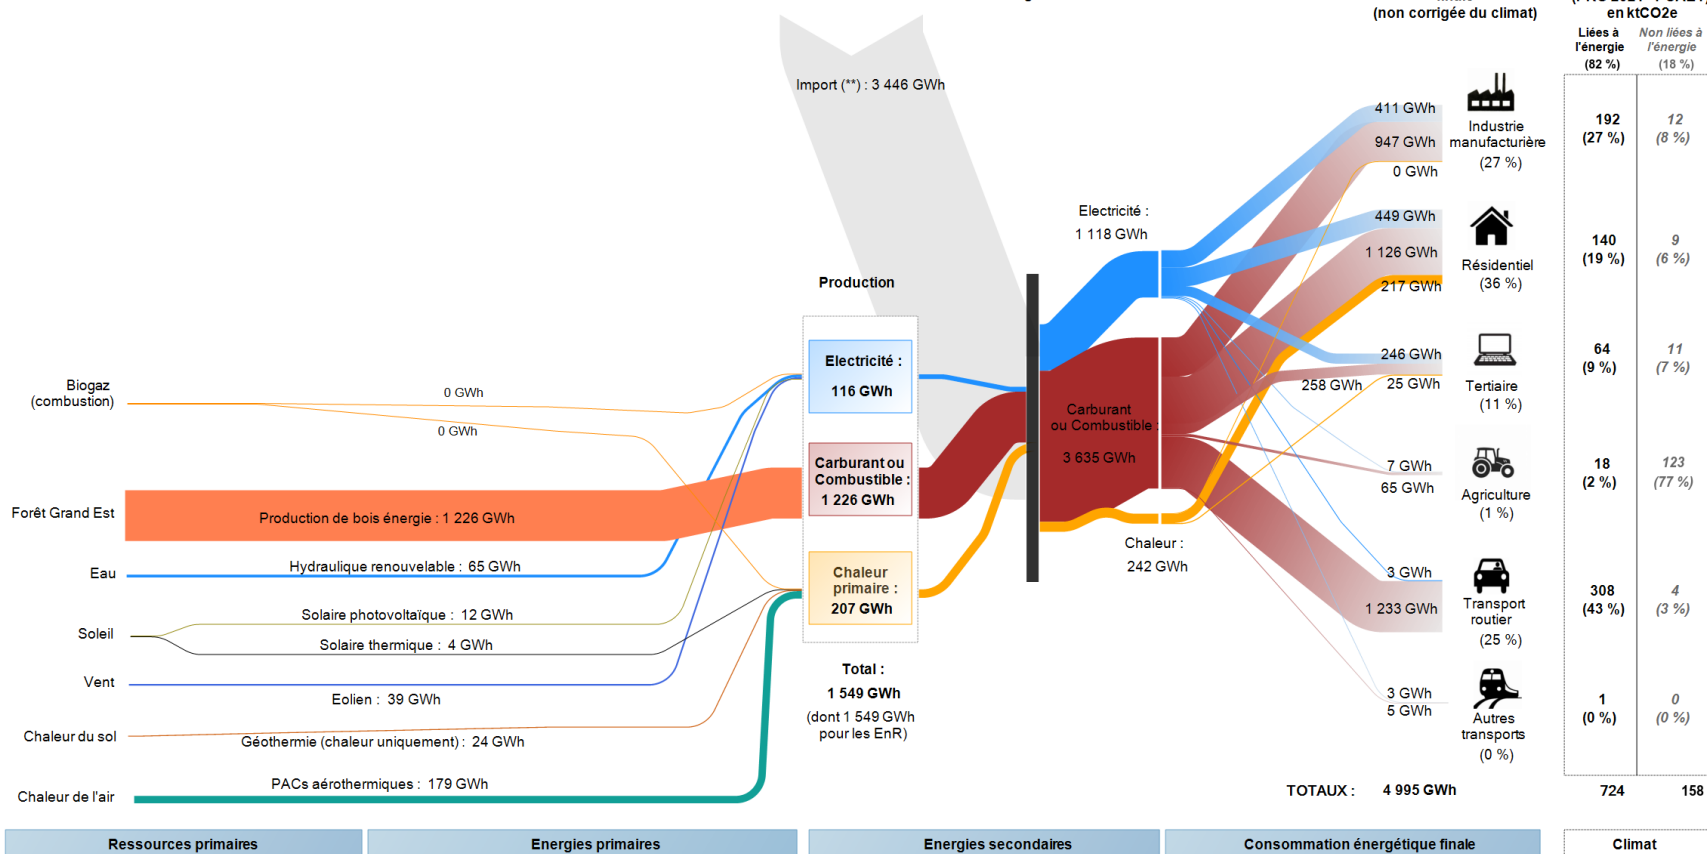 (non corrigée du climat)
en ktCO2e
Liées à
l'énergie
(82 %)
Non liées à
l'énergie
(18 %)
Import (**) : 3 446 GWh
411 GWh
947 GWh
0 GWh
Industrie
manufacturière
(27 %)
192
(27 %)
12
(8 %)
Electricité :
1 118 GWh
449 GWh
1 126 GWh
217 GWh
Résidentiel
(36 %)
140
(19 %)
9
(6 %)
Production
Electricité :
116 GWh
246 GWh
258 GWh
25 GWh
Tertiaire
(11 %)
64
(9 %)
11
(7 %)
Biogaz
(combustion)
0 GWh
0 GWh
Carburant
ou Combustible :
3 635 GWh
Carburant ou
Combustible :
1 226 GWh
7 GWh
65 GWh
Agriculture
(1 %)
18
(2 %)
123
(77 %)
Forêt Grand Est
Production de bois énergie : 1 226 GWh
Chaleur :
242 GWh
Eau
Hydraulique renouvelable : 65 GWh
Chaleur
primaire :
207 GWh
3 GWh
1 233 GWh
Transport
routier
(25 %)
308
(43 %)
4
(3 %)
Soleil
Solaire photovoltaïque : 12 GWh
Solaire thermique : 4 GWh
Vent
Eolien : 39 GWh
Total :
1 549 GWh
(dont 1 549 GWh
pour les EnR)
3 GWh
5 GWh
Autres
transports
(0 %)
1
(0 %)
0
(0 %)
Chaleur du sol
Géothermie (chaleur uniquement) : 24 GWh
Chaleur de l'air
PACs aérothermiques : 179 GWh
TOTAUX : 4 995 GWh
724
158
Ressources primaires
Energies primaires
Energies secondaires
Consommation énergétique finale
Climat